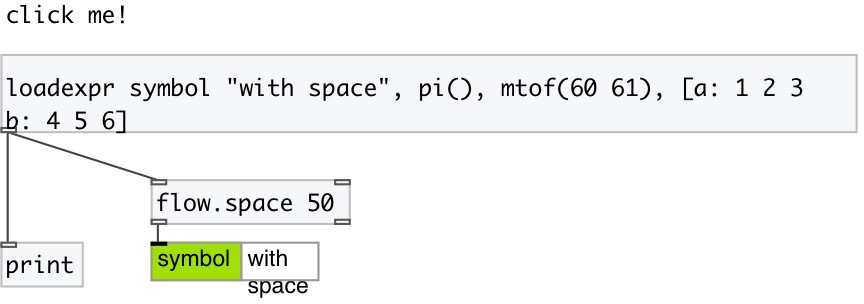 click me!
loadexpr symbol "with space", pi(), mtof(60 61), [a: 1 2 3
b: 4 5 6]
flow.space 50
print
symbol
with
space